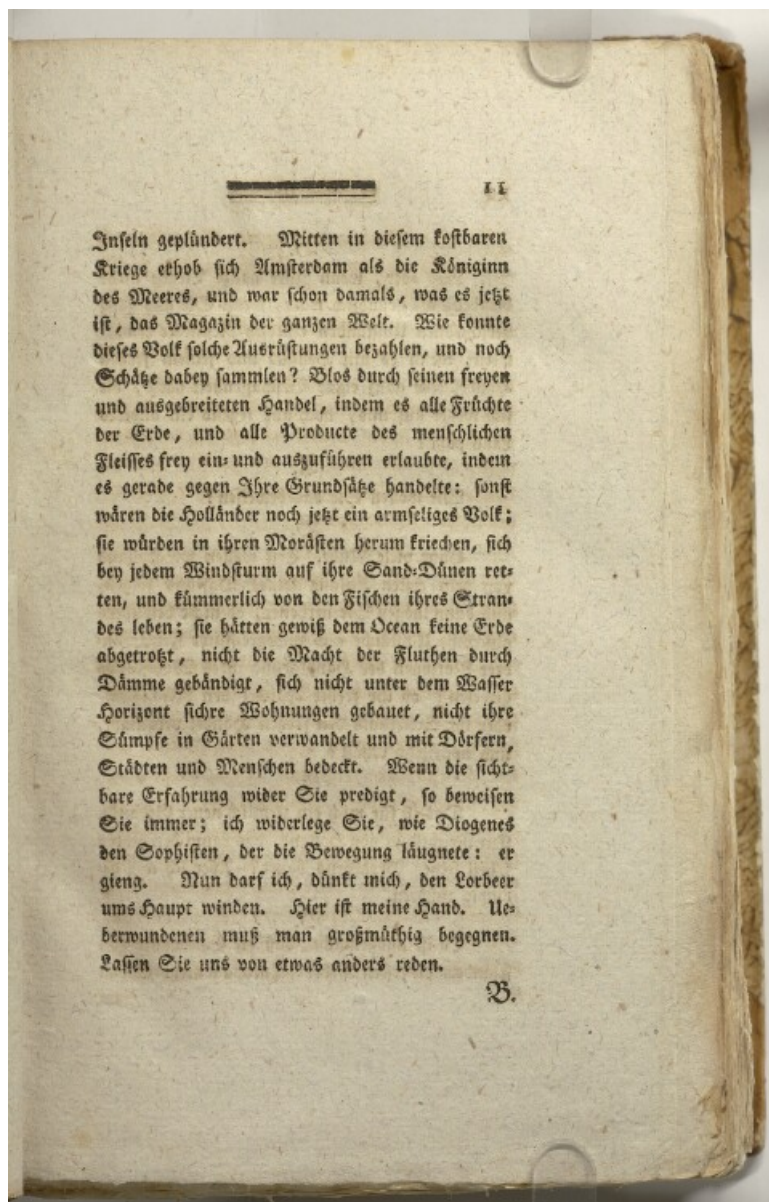 11
Inseln geplündert. Mitten in diesem kostbaren
Kriege erhob sich Amsterdam als die Königinn
des Meeres, und war schon damals, was es jetzt
ist, das Magazin der ganzen Welt. Wie konnte
dieses Volk solche Ausrüstungen bezahlen, und noch
Schätze dabey sammlen? Blos durch seinen freyen
und ausgebreiteten Handel, indem es alle Früchte
der Erde, und alle Producte des menschlichen
Fleisses frey ein- und auszuführen erlaubte, indem
es gerade gegen Ihre Grundsätze handelte: sonst
wären die Holländer noch jetzt ein armseliges Volk;
sie würden in ihren Morästen herum kriechen, sich
bey jedem Windsturm auf ihre Sand-Dünen ret-
ten, und kümmerlich von den Fischen ihres Stran-
des leben; sie hätten gewiß dem Ocean keine Erde
abgetrotzt, nicht die Macht der Fluthen durch
Dämme gebändigt, sich nicht unter dem Wasser
Horizont sichre Wohnungen gebauet, nicht ihre
Sümpfe in Gärten verwandelt und mit Dörfern,
Städten und Menschen bedeckt. Wenn die sicht-
bare Erfahrung wider Sie predigt, so beweisen
Sie immer; ich widerlege Sie, wie Diogenes
den Sophisten, der die Bewegung läugnete: er
gieng. Nun darf ich, dünkt mich, den Lorbeer
ums Haupt winden. Hier ist meine Hand. Ue-
berwundenen muß man großmüthig begegnen.
Lassen Sie uns von etwas anders reden.
B.